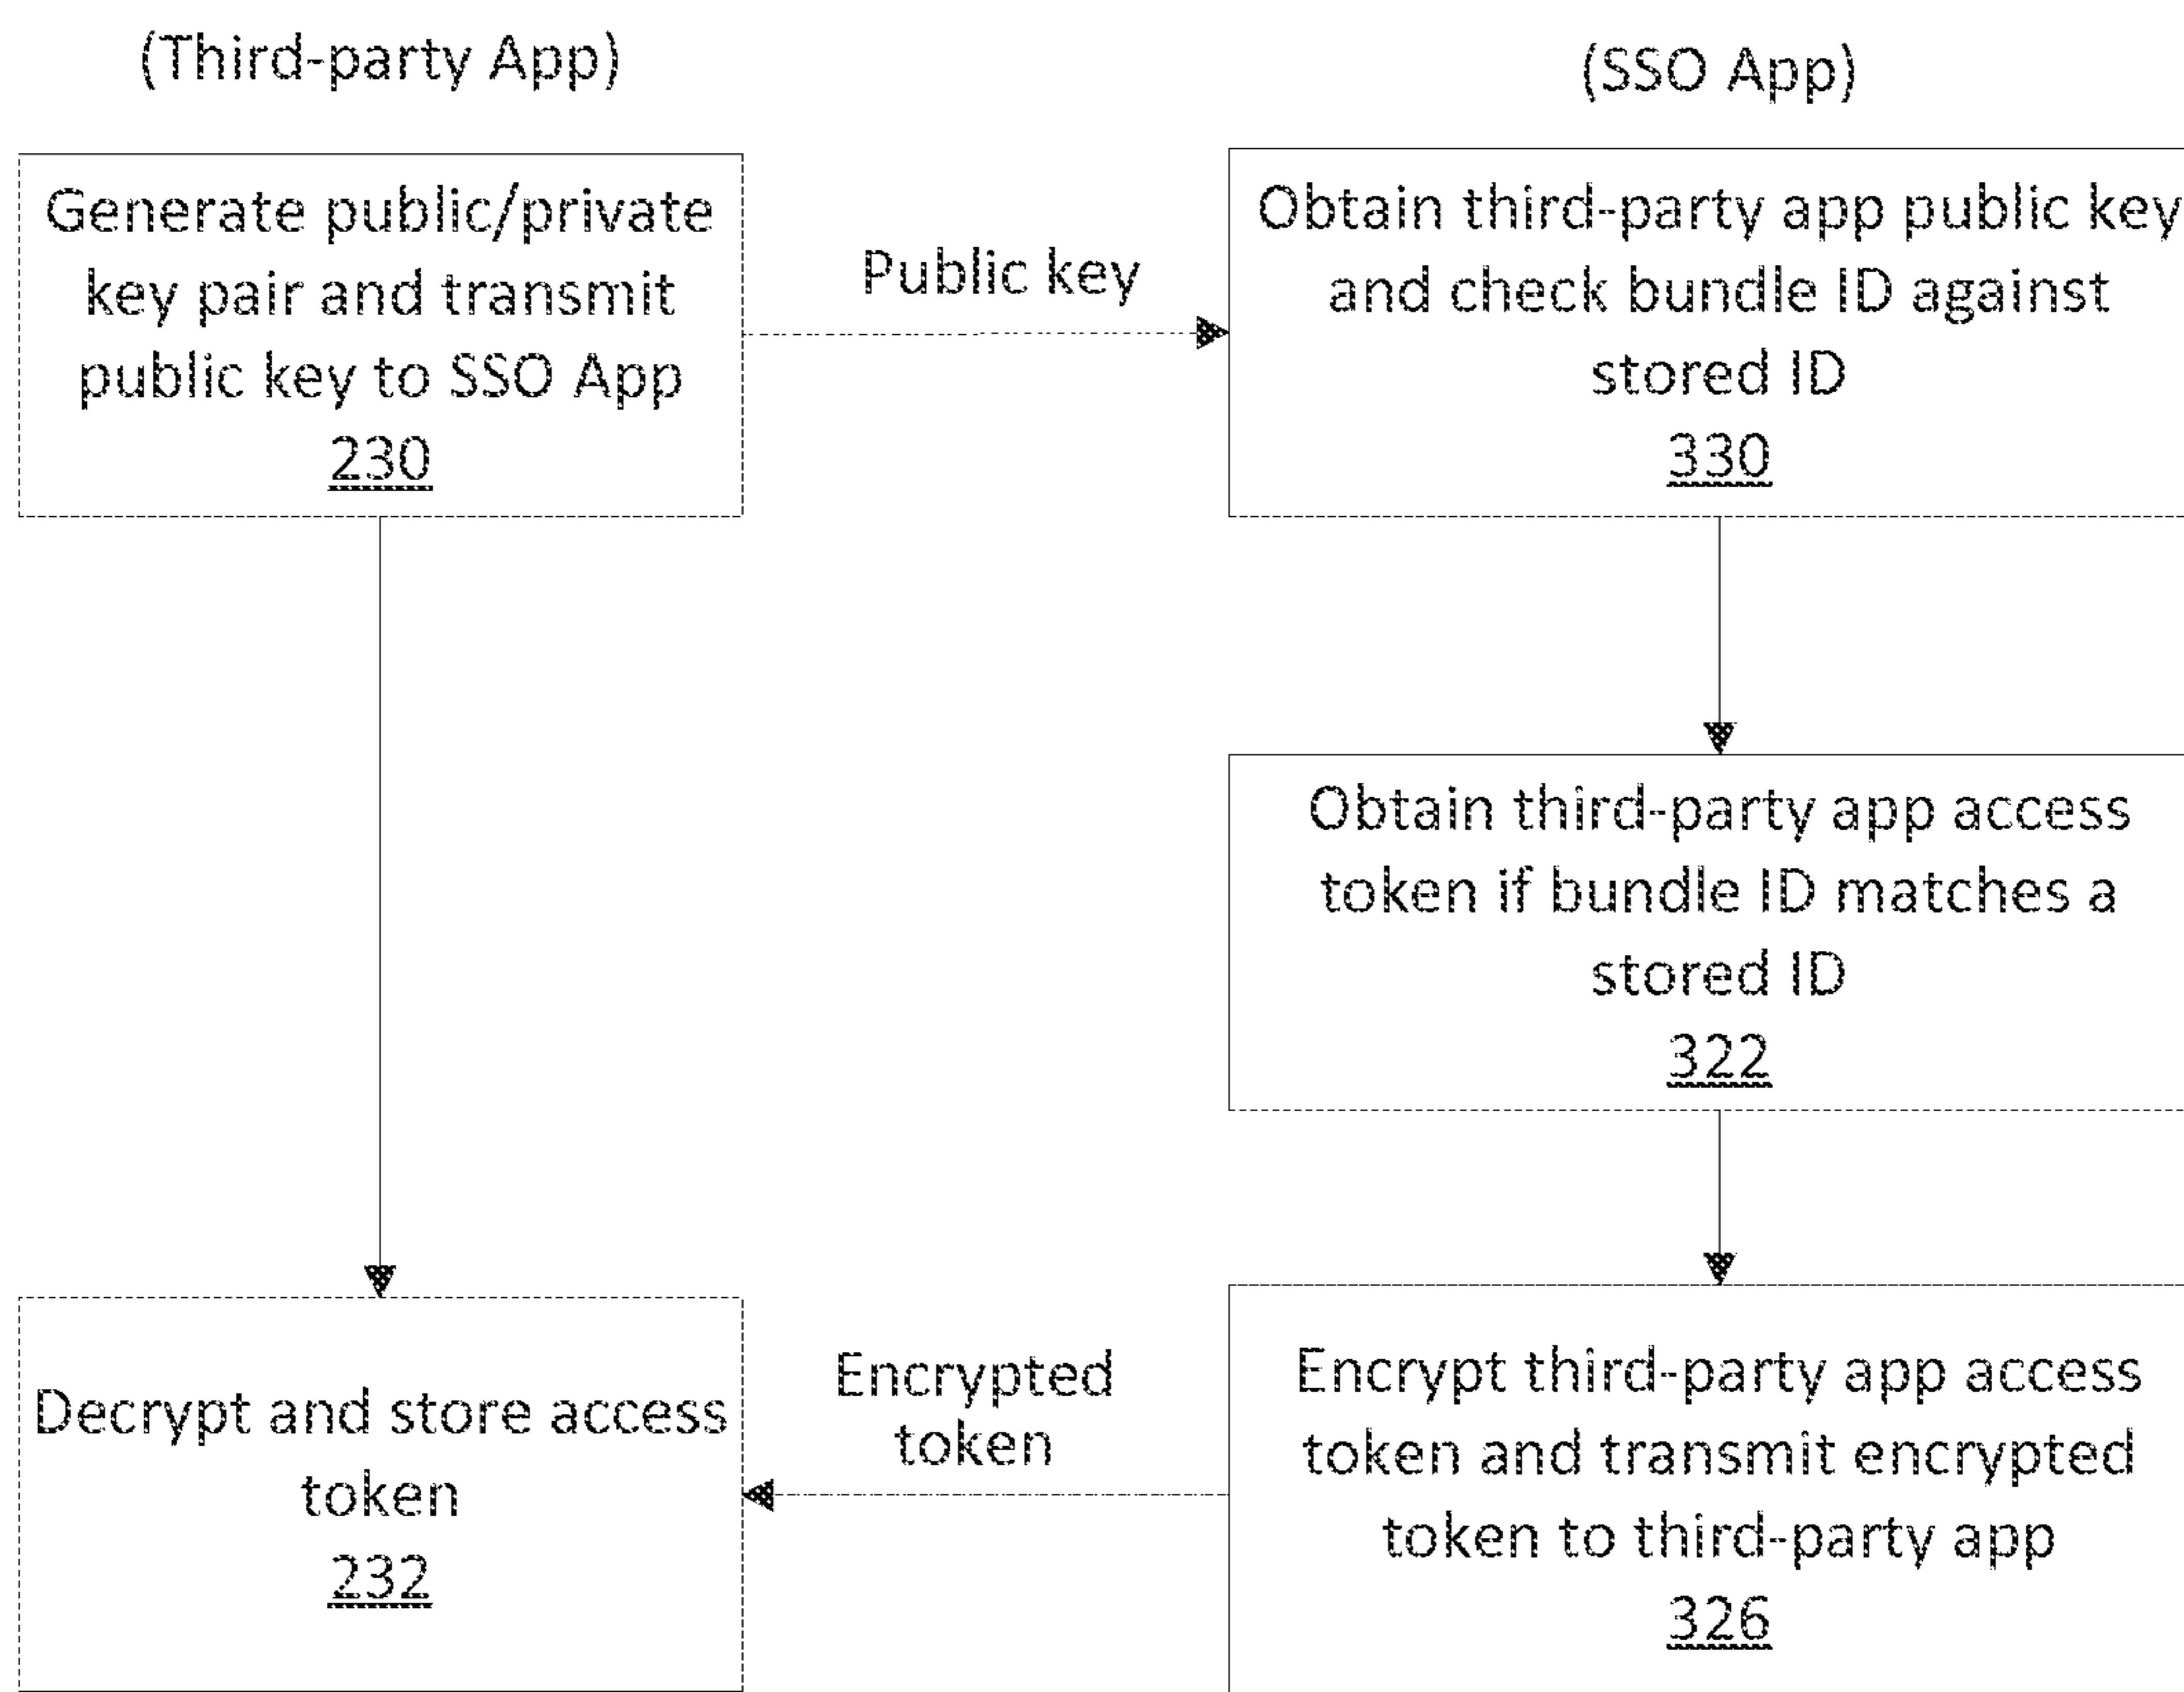 (Third-party App)
(SSO App)
Generate public/private
key pair and transmit
public key to SSO App
230
Public key
Obtain third-party app public key
and check bundle ID against
stored ID
330
Obtain third-party app access
token if bundle ID matches a
stored ID
322
Decrypt and store access
token
232
Encrypted
token
Encrypt third-party app access
token and transmit encrypted
token to third-party app
326